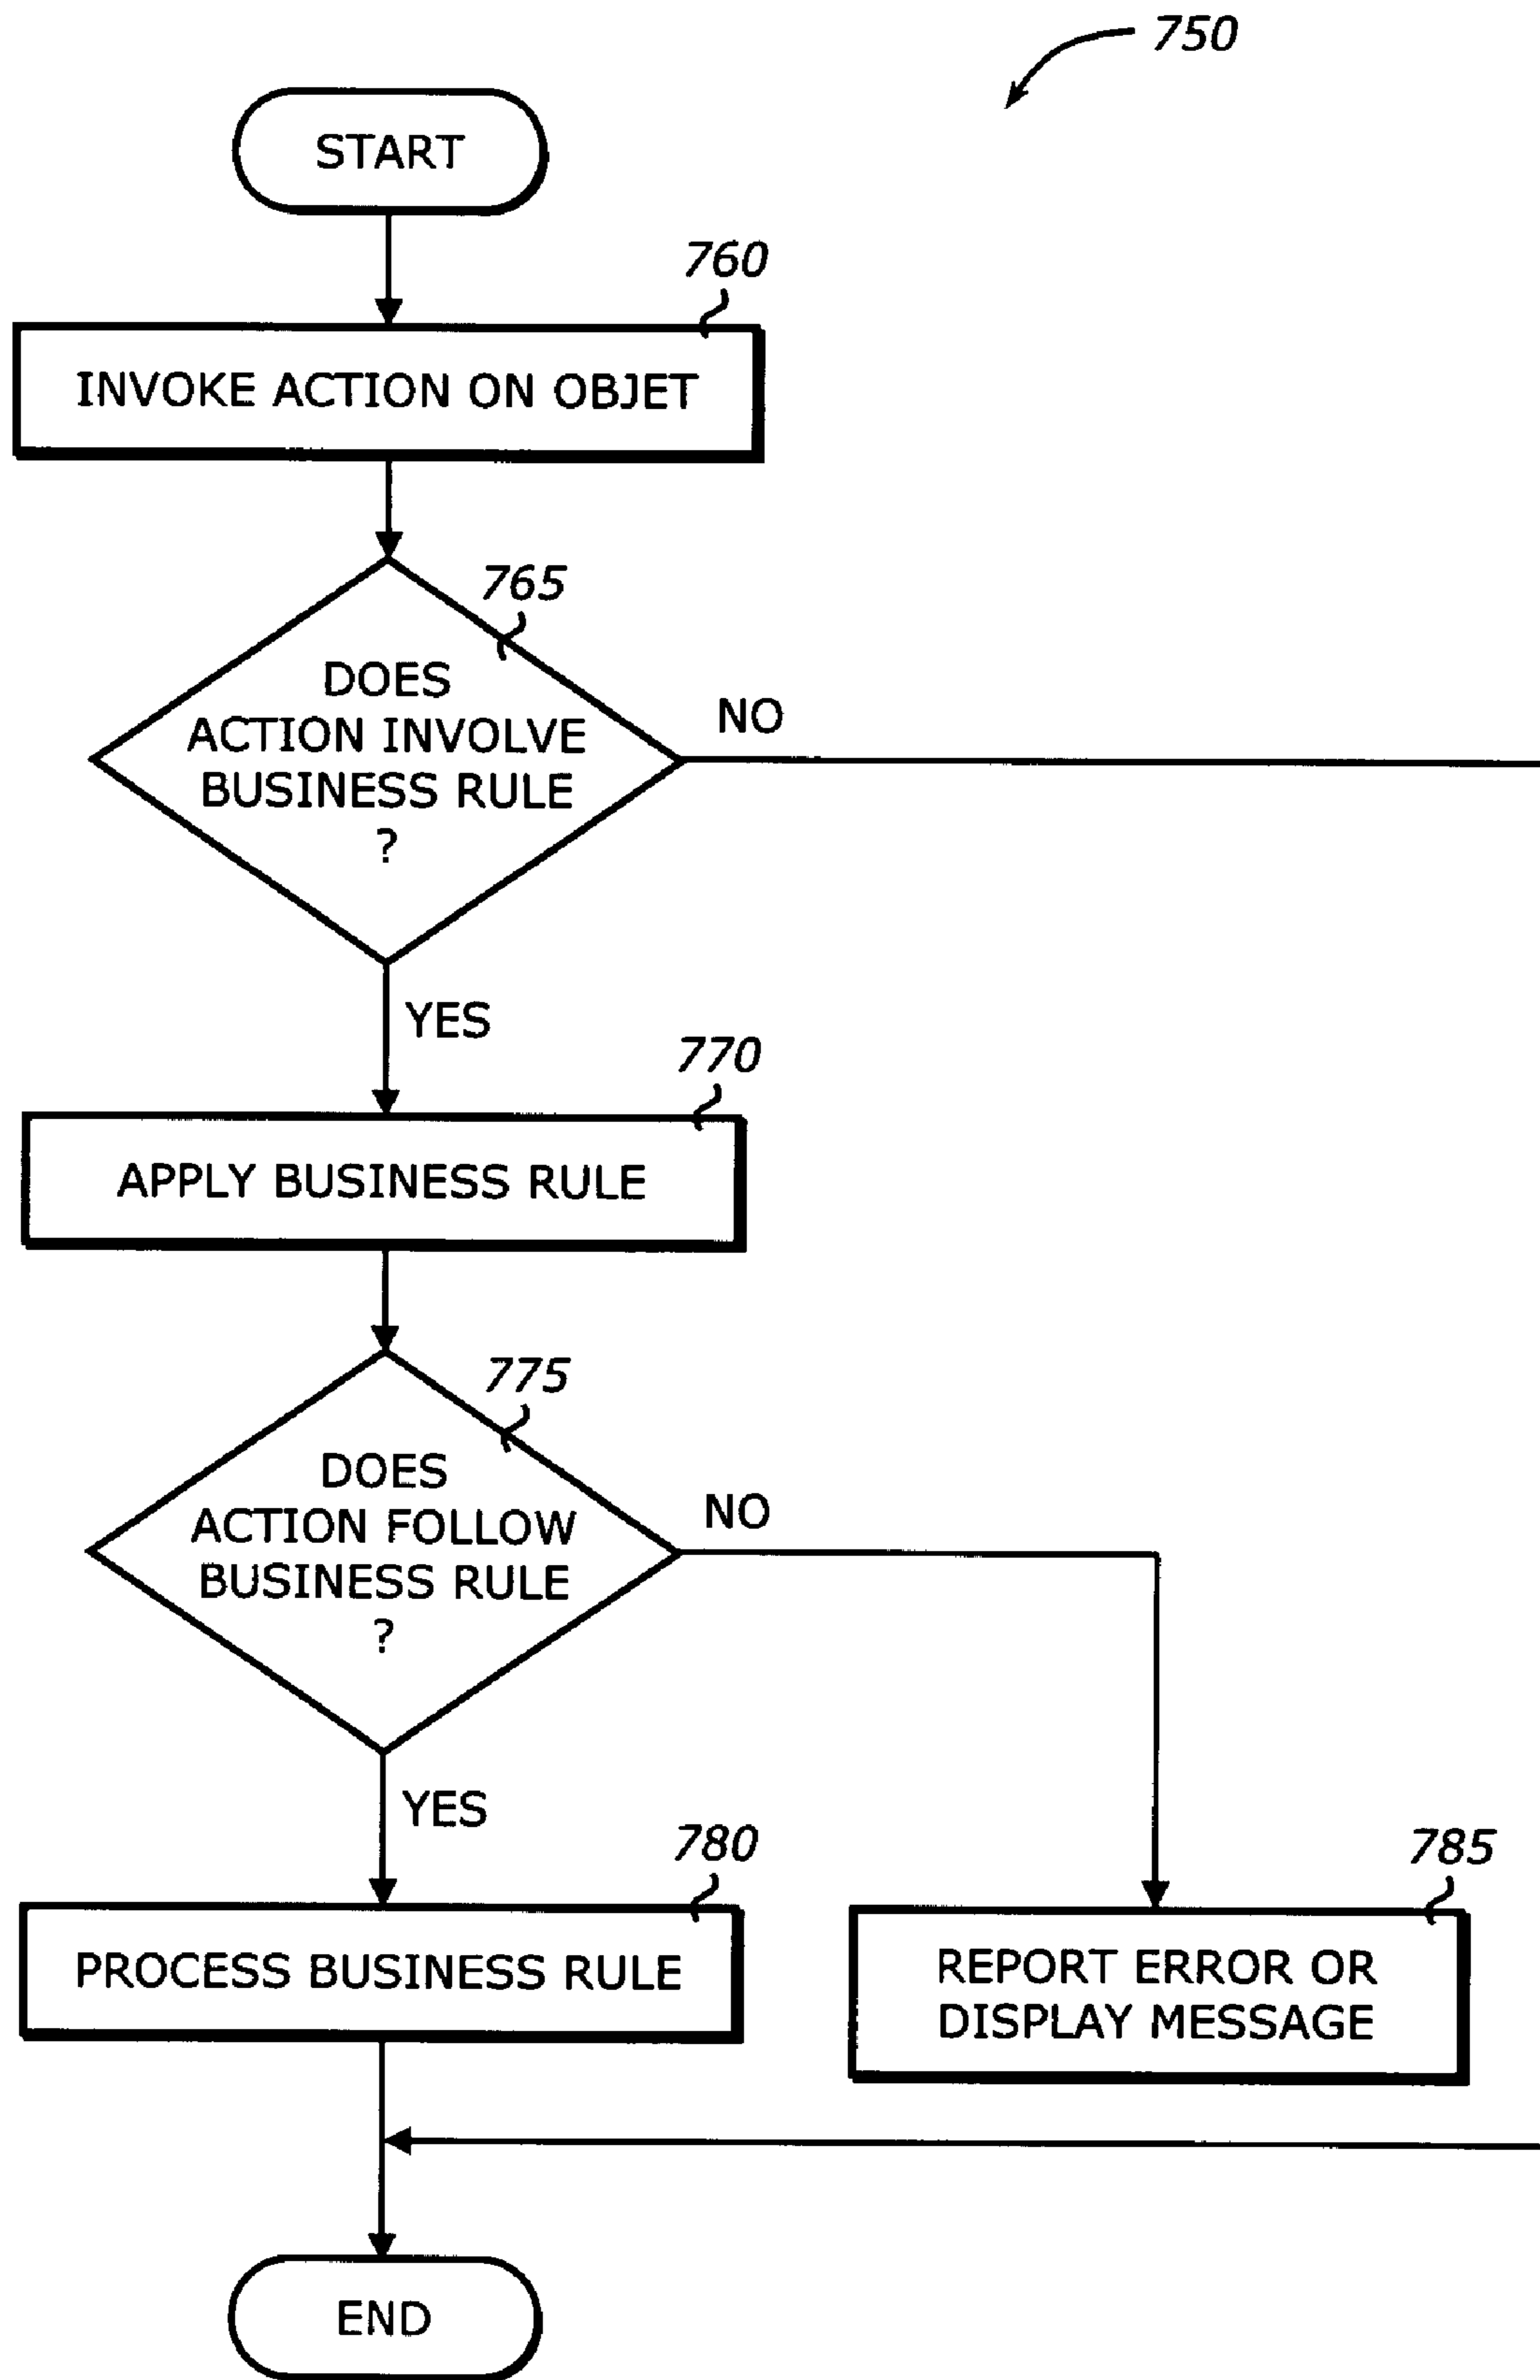 750
START
760
INVOKE ACTION ON OBJET
765
DOES
ACTION INVOLVE
BUSINESS RULE
?
NO
YES
770
APPLY BUSINESS RULE
775
DOES
ACTION FOLLOW
BUSINESS RULE
?
NO
YES
780
PROCESS BUSINESS RULE
785
REPORT ERROR OR
DISPLAY MESSAGE
END